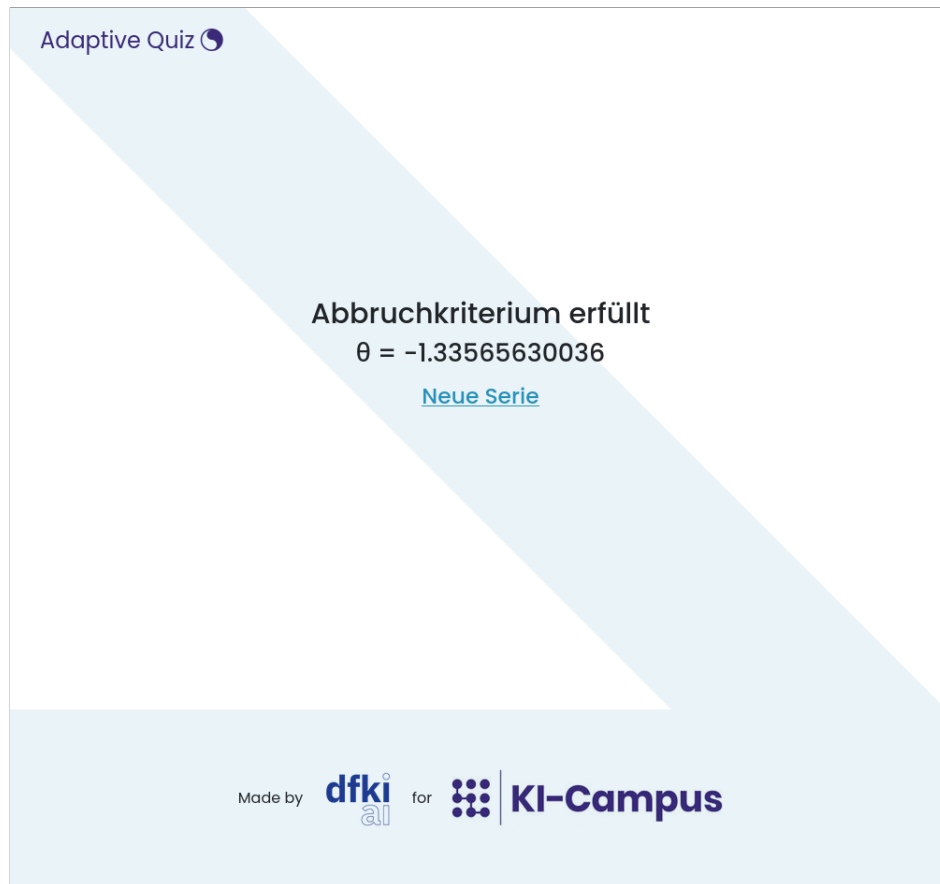 Adaptive Quiz
Abbruchkriterium erfüllt
θ = -1.33565630036
Neue Serie
Made by dfki ai for KI-Campus